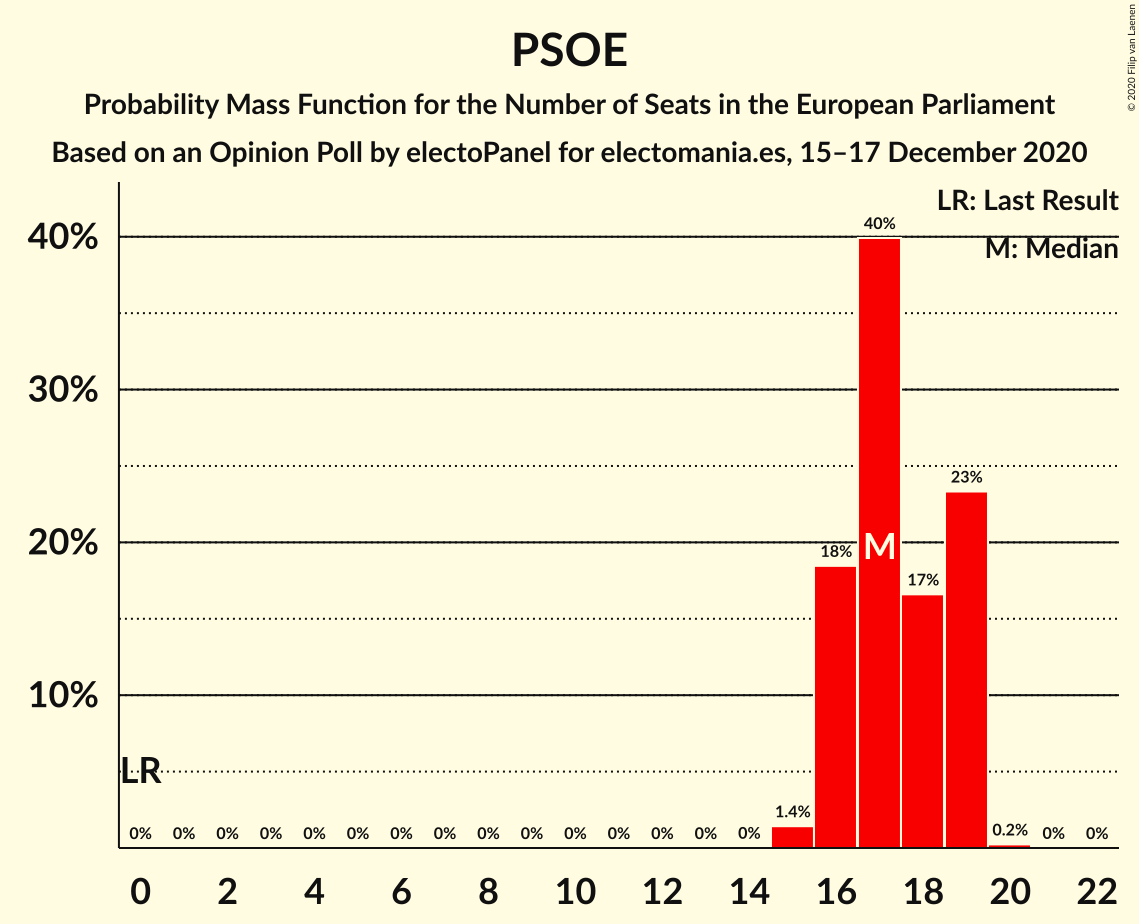 PSOE
Probability Mass Function for the Number of Seats in the European Parliament
Based on an Opinion Poll by electoPanel for electomania.es, 15–17 December 2020
© 2020 Filip van Laenen
LR: Last Result
M: Median
40%
30%
20%
10%
40%
23%
18%
M
17%
LR
1.4%
0.2%
0% 0% 0% 0% 0% 0% 0% 0% 0% 0% 0% 0% 0% 0% 0% 0% 0%
0 2 4 6 8 10 12 14 16 18 20 22